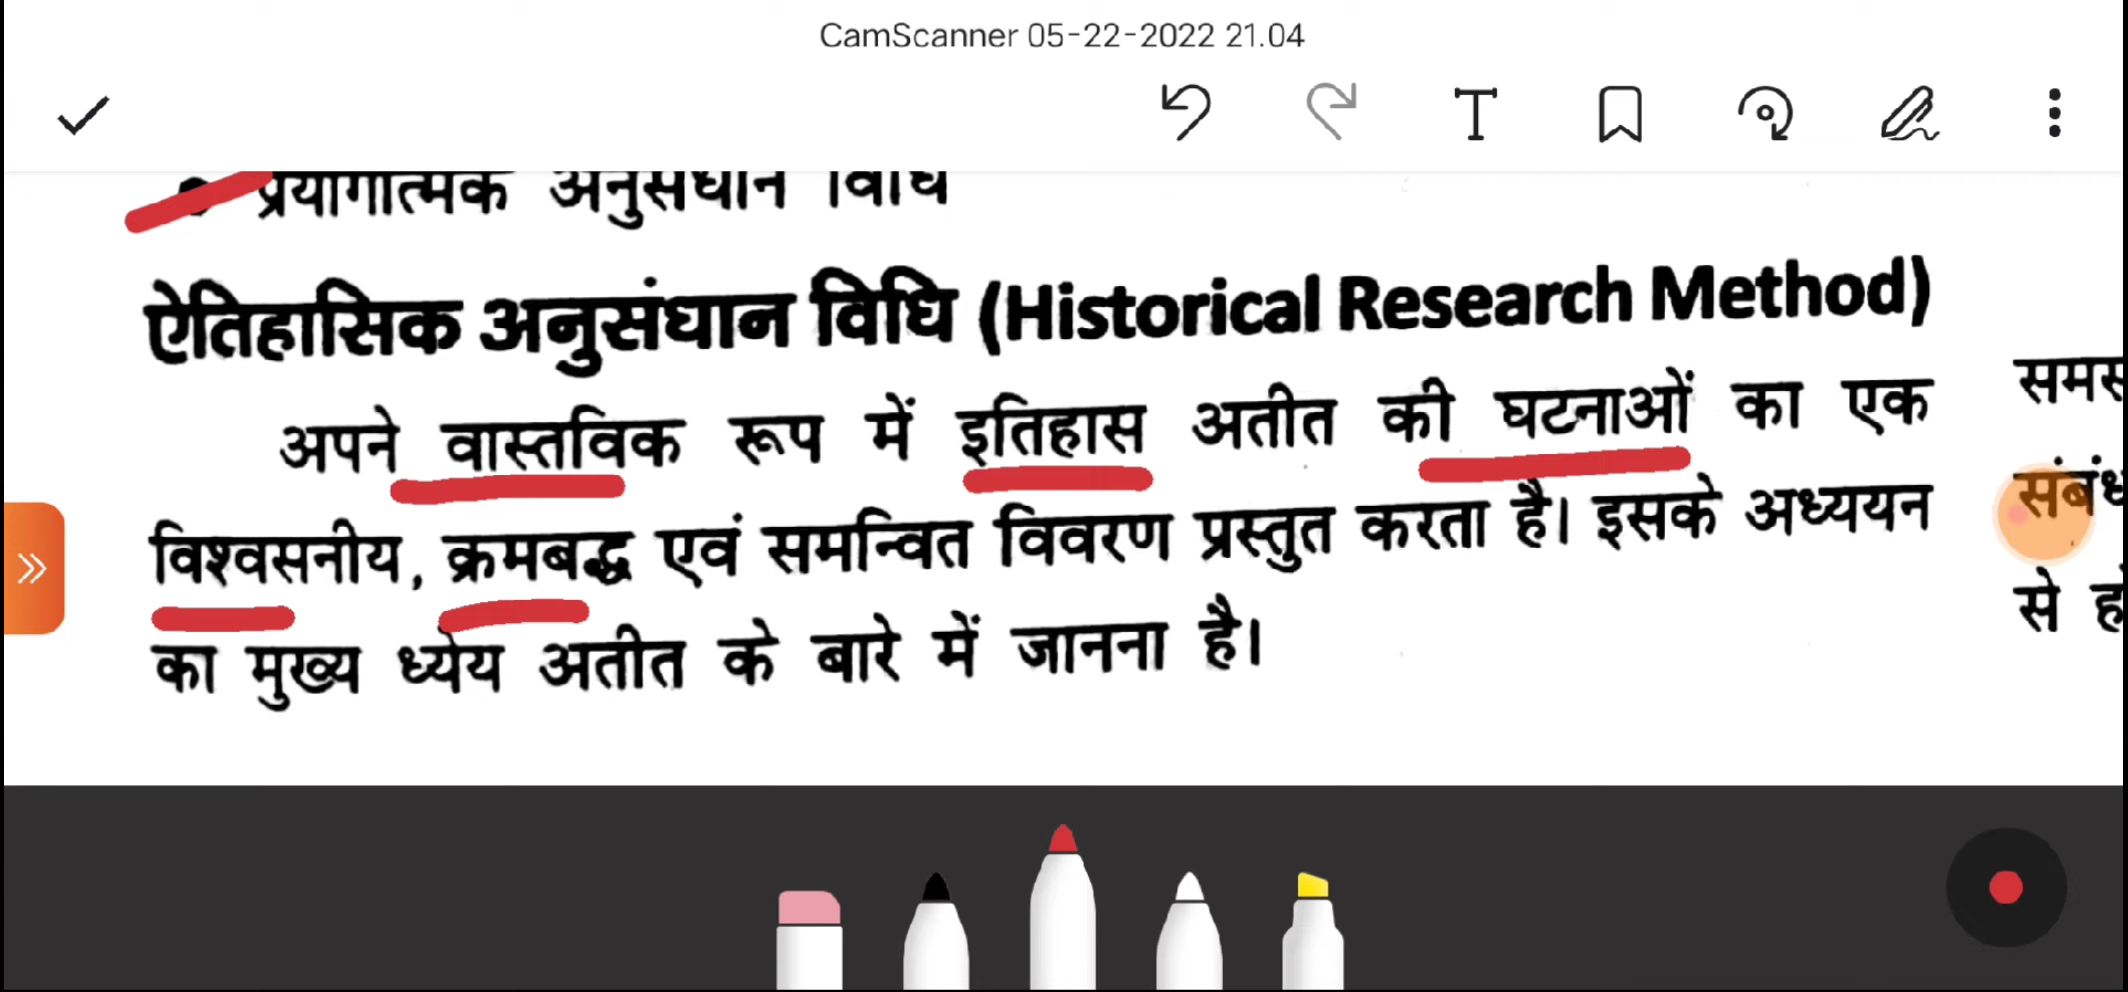 CamScanner 05-22-2022 21.04
T
प्रयोगात्मक अनुसंधान विधि
ऐतिहासिक अनुसंधान विधि (Historical Research Method)
अपने वास्तविक रूप में इतिहास अतीत की घटनाओं का एक
विश्वसनीय, क्रमबद्ध एवं समन्वित विवरण प्रस्तुत करता है। इसके अध्ययन
का मुख्य ध्येय अतीत के बारे में जानना है।
से